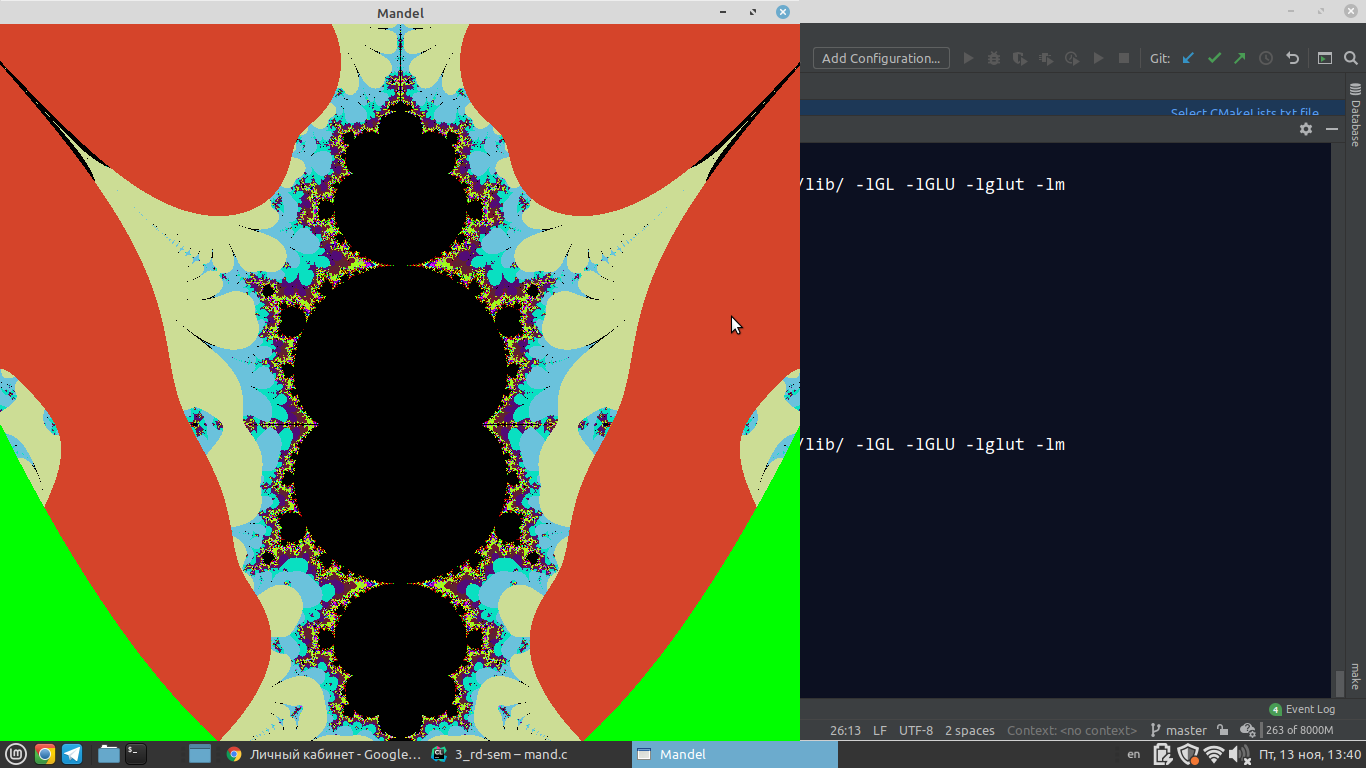 Mandel
Add Configuration...
Git:
Select CMakeLists.txt file
/lib/ -lGL -lGLU -lglut -lm
/lib/ -lGL -lGLU -lglut -lm
Database
make
4 Event Log
26:13 LF UTF-8 2 spaces Context: <no context> master 263 of 8000M
Личный кабинет - Google... 3_rd-sem – mand.c Mandel en Пт, 13 ноя, 13:40